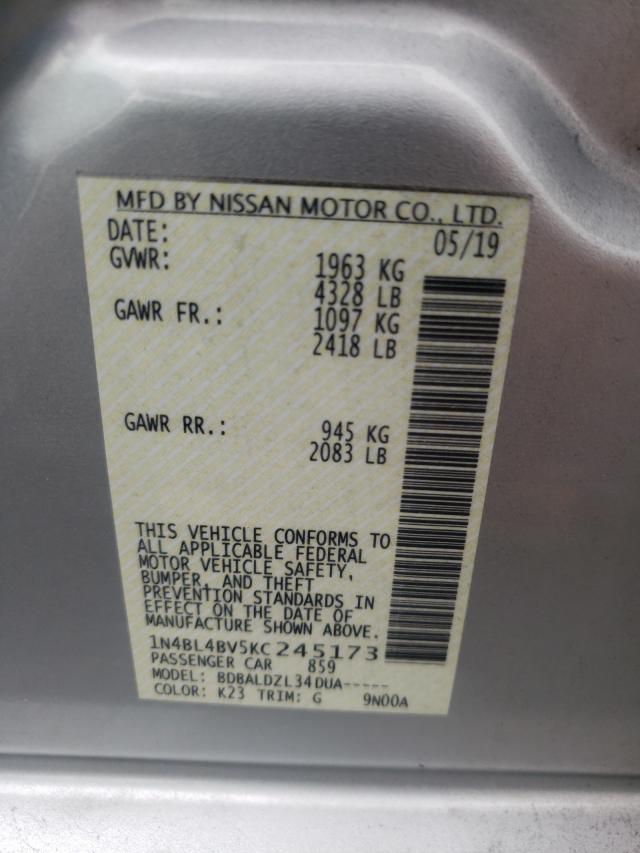 MFD BY NISSAN MOTOR CO., LTD.
DATE: 05/19
GVWR: 1963 KG
4328 LB
GAWR FR.: 1097 KG
2418 LB
GAWR RR.: 945 KG
2083 LB
THIS VEHICLE CONFORMS TO
ALL APPLICABLE FEDERAL
MOTOR VEHICLE SAFETY,
BUMPER, AND THEFT
PREVENTION STANDARDS IN
EFFECT ON THE DATE OF
MANUFACTURE SHOWN ABOVE.
1N4BL4BV5KC245173
PASSENGER CAR 859
MODEL: BDBALDZL34DUA-----
COLOR: K23 TRIM: G 9N00A